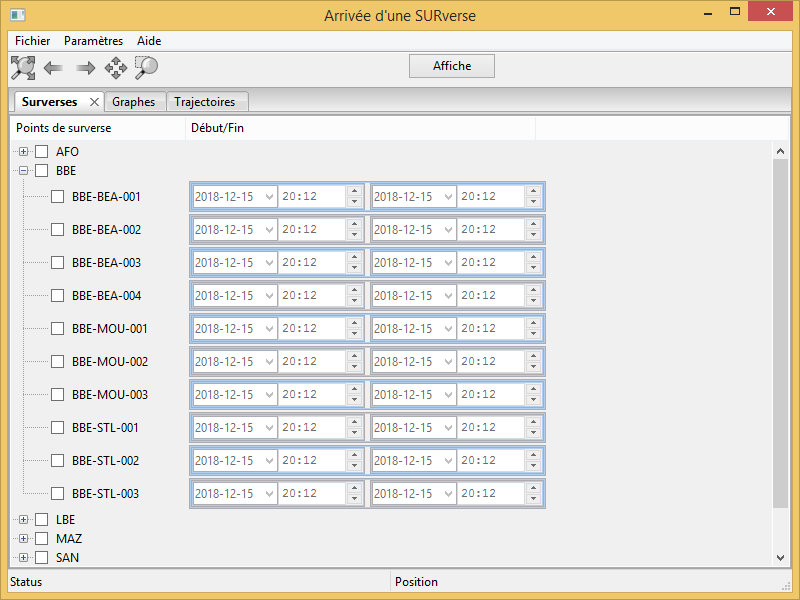 Arrivée d'une SURverse
Fichier Paramètres Aide
Affiche
Surverses Graphes Trajectoires
Points de surverse Début/Fin
AFO
BBE
BBE-BEA-001 2018-12-15 20:12 2018-12-15 20:12
BBE-BEA-002 2018-12-15 20:12 2018-12-15 20:12
BBE-BEA-003 2018-12-15 20:12 2018-12-15 20:12
BBE-BEA-004 2018-12-15 20:12 2018-12-15 20:12
BBE-MOU-001 2018-12-15 20:12 2018-12-15 20:12
BBE-MOU-002 2018-12-15 20:12 2018-12-15 20:12
BBE-MOU-003 2018-12-15 20:12 2018-12-15 20:12
BBE-STL-001 2018-12-15 20:12 2018-12-15 20:12
BBE-STL-002 2018-12-15 20:12 2018-12-15 20:12
BBE-STL-003 2018-12-15 20:12 2018-12-15 20:12
LBE
MAZ
SAN
Status Position